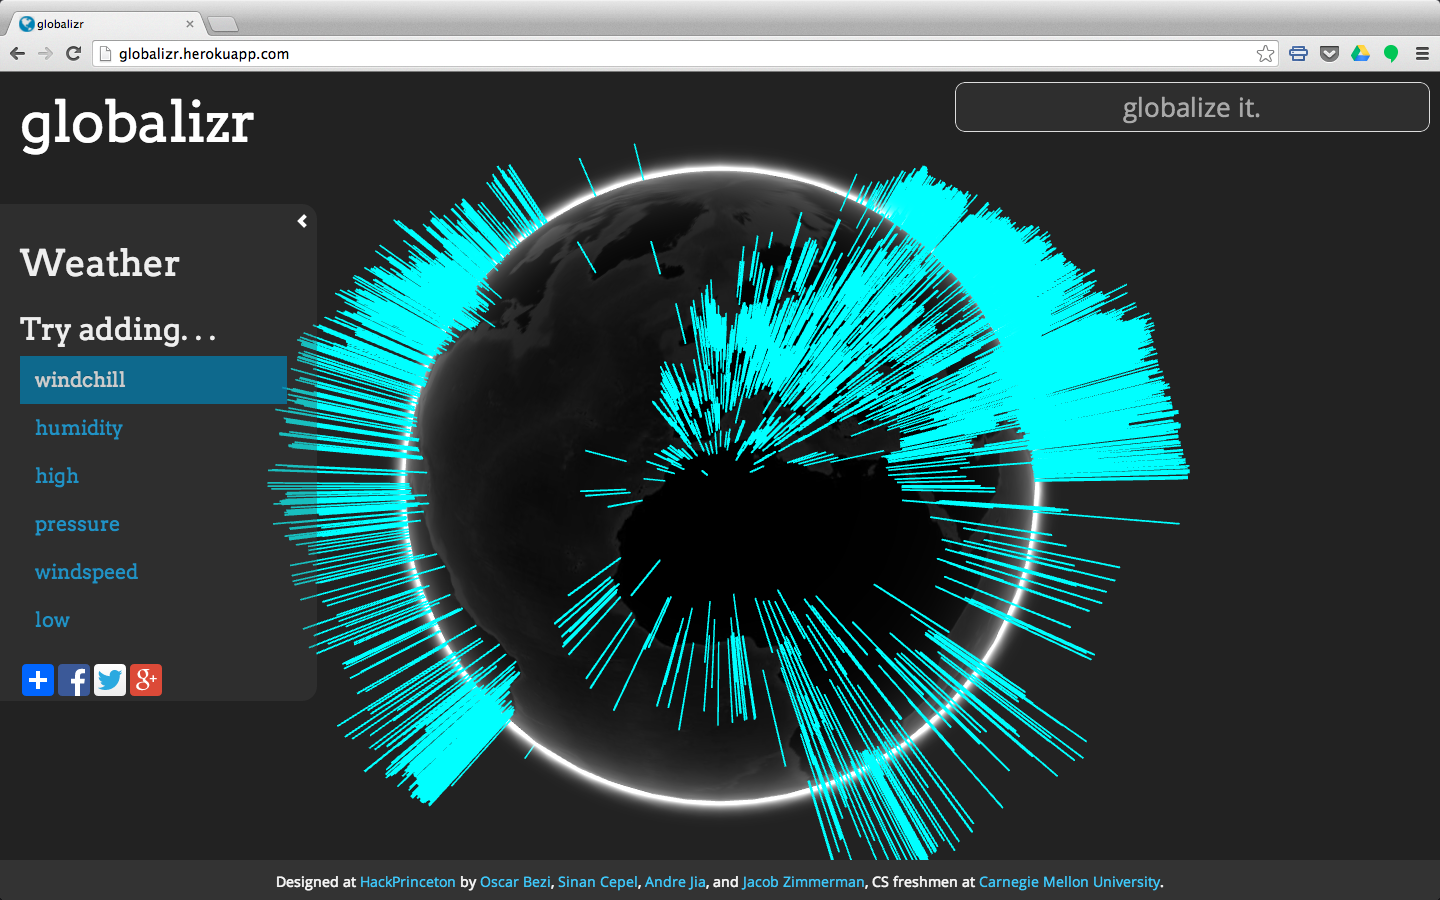 globalizr
globalizr.herokuapp.com
globalizr
globalize it.
Weather
Try adding...
windchill
humidity
high
pressure
windspeed
low
Designed at HackPrinceton by Oscar Bezi, Sinan Cepel, Andre Jia, and Jacob Zimmerman, CS freshmen at Carnegie Mellon University.